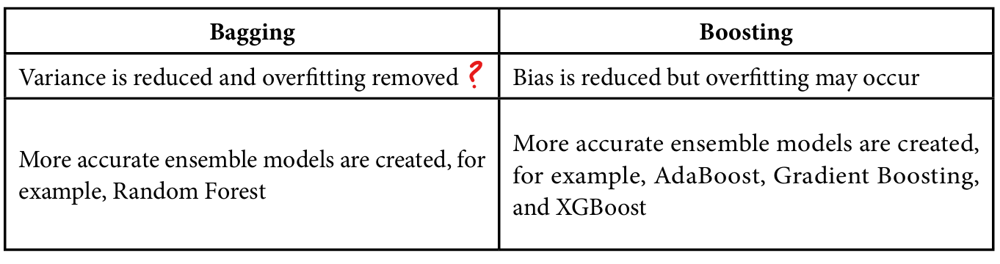 Bagging
Boosting
Variance is reduced and overfitting removed ?
Bias is reduced but overfitting may occur
More accurate ensemble models are created, for
example, Random Forest
More accurate ensemble models are created,
for example, AdaBoost, Gradient Boosting,
and XGBoost